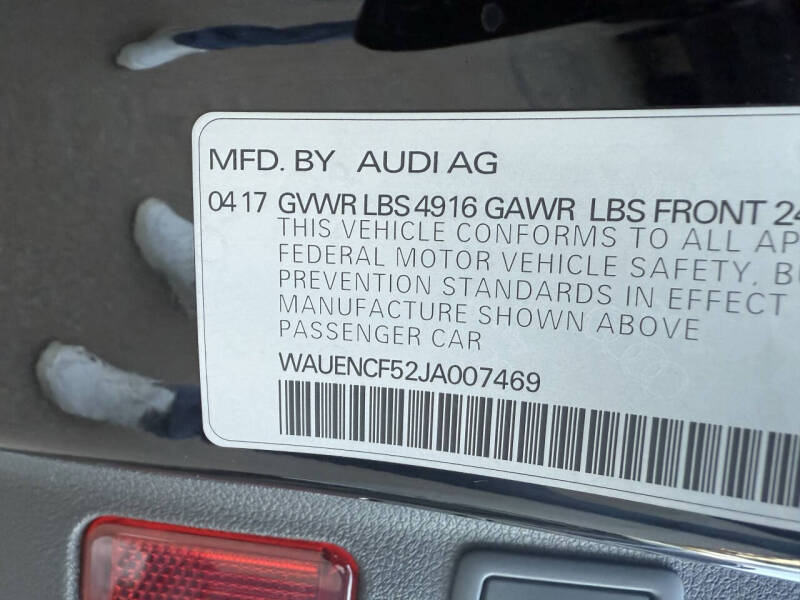 MFD. BY AUDI AG
04 17 GVWR LBS 4916 GAWR LBS FRONT 24
THIS VEHICLE CONFORMS TO ALL AP
FEDERAL MOTOR VEHICLE SAFETY, BU
PREVENTION STANDARDS IN EFFECT
MANUFACTURE SHOWN ABOVE
PASSENGER CAR
WAUENCF52JA007469